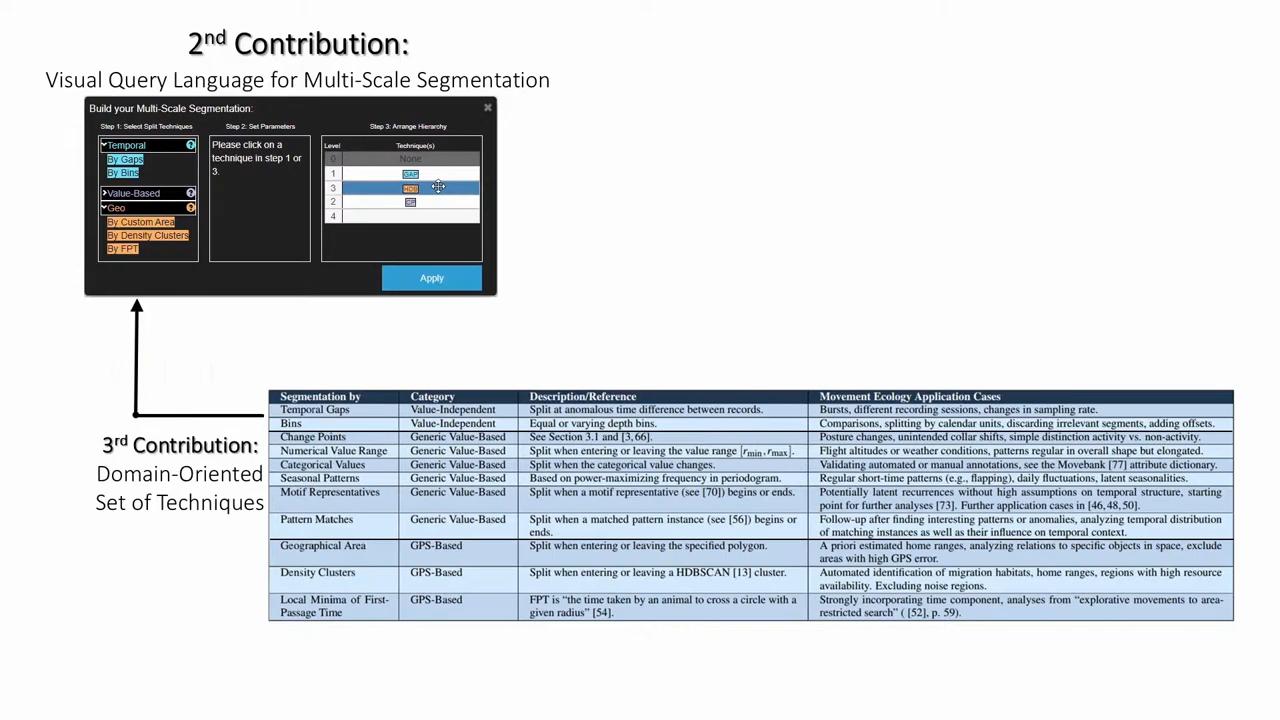 2nd Contribution:
Visual Query Language for Multi-Scale Segmentation
Build your Multi-Scale Segmentation:
Step 1: Select Split Techniques
Temporal ?
By Gaps
By Bins
Value-Based ?
Geo ?
By Custom Area
By Density Clusters
By FPT
Step 2: Set Parameters
Please click on a
technique in step 1 or
3.
Step 3: Arrange Hierarchy
Level Technique(s)
0 None
1 GAP
3 HDB
2
4
Apply
3rd Contribution:
Domain-Oriented
Set of Techniques
Segmentation by Category Description/Reference Movement Ecology Application Cases
Temporal Gaps Value-Independent Split at anomalous time difference between records. Bursts, different recording sessions, changes in sampling rate.
Bins Value-Independent Equal or varying depth bins. Comparisons, splitting by calendar units, discarding irrelevant segments, adding offsets.
Change Points Generic Value-Based See Section 3.1 and [3,66]. Posture changes, unintended collar shifts, simple distinction activity vs. non-activity.
Numerical Value Range Generic Value-Based Split when entering or leaving the value range [rmin, rmax]. Flight altitudes or weather conditions, patterns regular in overall shape but elongated.
Categorical Values Generic Value-Based Split when the categorical value changes. Validating automated or manual annotations, see the Movebank [77] attribute dictionary.
Seasonal Patterns Generic Value-Based Based on power-maximizing frequency in periodogram. Regular short-time patterns (e.g., flapping), daily fluctuations, latent seasonalities.
Motif Representatives Generic Value-Based Split when a motif representative (see [70]) begins or ends. Potentially latent recurrences without high assumptions on temporal structure, starting
point for further analyses [73]. Further application cases in [46,48,50].
Pattern Matches Generic Value-Based Split when a matched pattern instance (see [56]) begins or Follow-up after finding interesting patterns or anomalies, analyzing temporal distribution
ends. of matching instances as well as their influence on temporal context.
Geographical Area GPS-Based Split when entering or leaving the specified polygon. A priori estimated home ranges, analyzing relations to specific objects in space, exclude
areas with high GPS error.
Density Clusters GPS-Based Split when entering or leaving a HDBSCAN [13] cluster. Automated identification of migration habitats, home ranges, regions with high resource
availability. Excluding noise regions.
Local Minima of First- GPS-Based FPT is “the time taken by an animal to cross a circle with a Strongly incorporating time component, analyses from “explorative movements to area-
Passage Time given radius” [54]. restricted search” ( [52], p. 59).